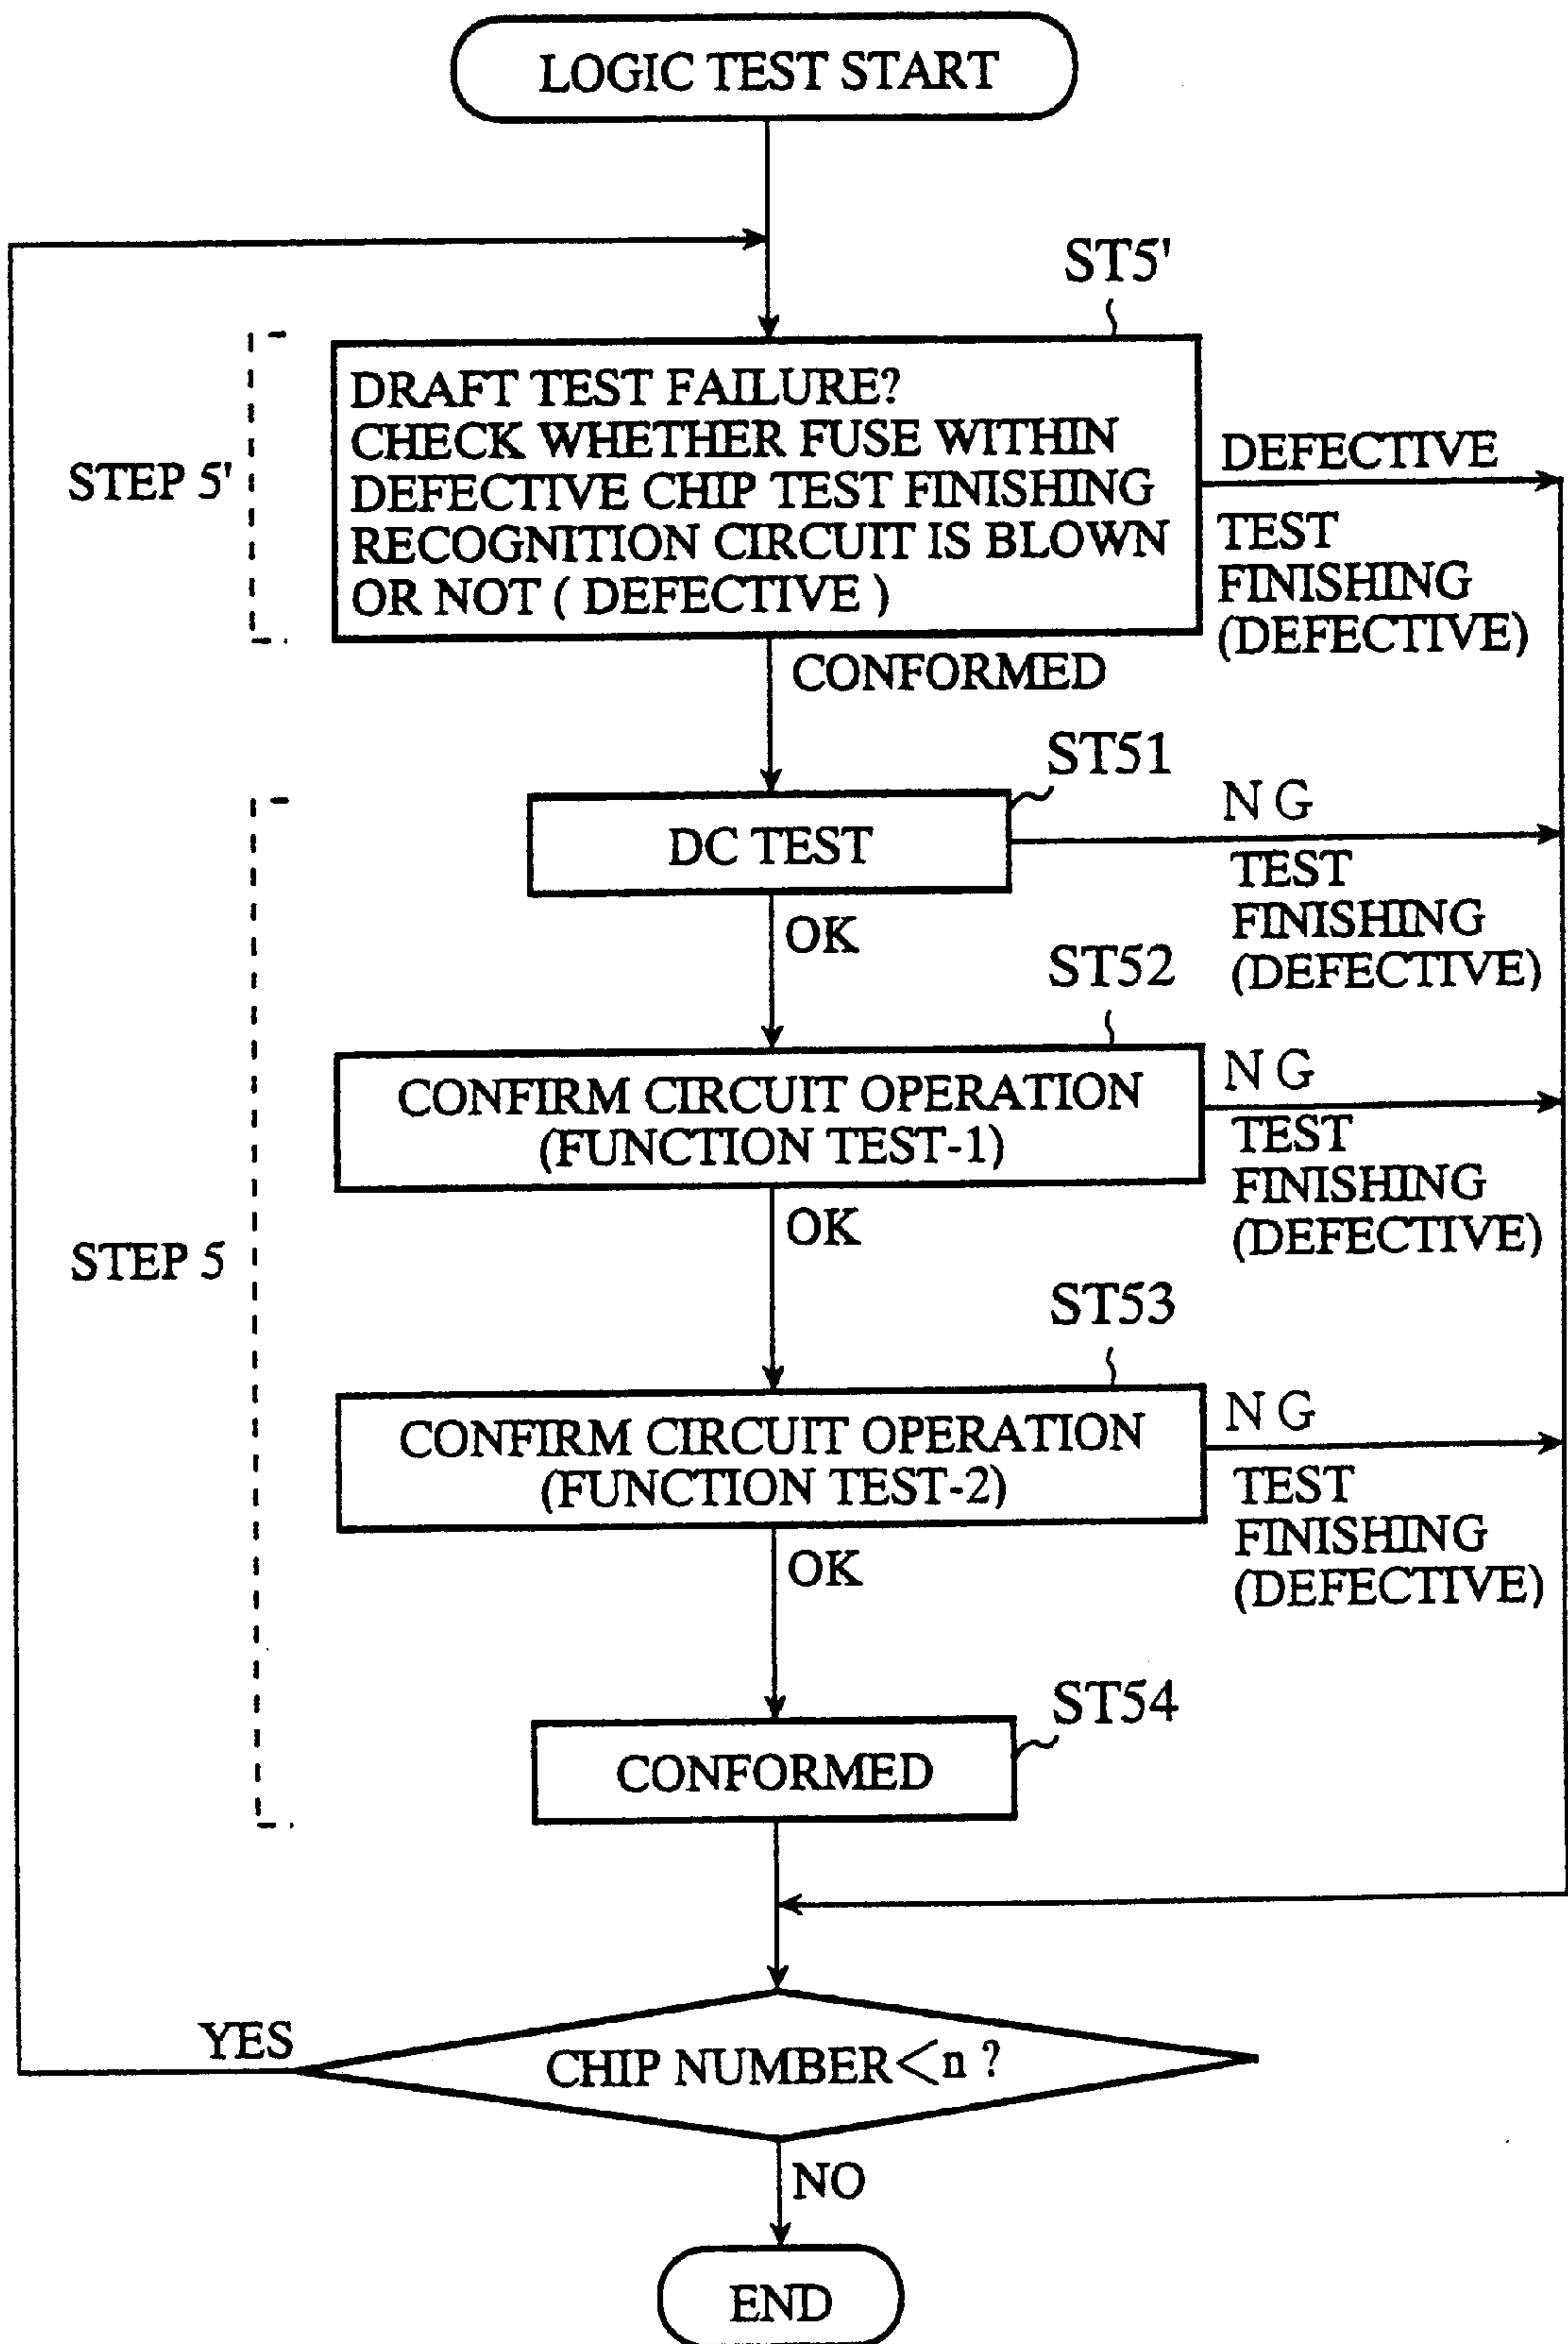 LOGIC TEST START
ST5'
STEP 5'
DRAFT TEST FAILURE?
CHECK WHETHER FUSE WITHIN
DEFECTIVE CHIP TEST FINISHING
RECOGNITION CIRCUIT IS BLOWN
OR NOT ( DEFECTIVE )
DEFECTIVE
TEST
FINISHING
(DEFECTIVE)
CONFORMED
ST51
DC TEST
N G
TEST
FINISHING
(DEFECTIVE)
OK
ST52
CONFIRM CIRCUIT OPERATION
(FUNCTION TEST-1)
N G
TEST
FINISHING
(DEFECTIVE)
OK
STEP 5
ST53
CONFIRM CIRCUIT OPERATION
(FUNCTION TEST-2)
N G
TEST
FINISHING
(DEFECTIVE)
OK
ST54
CONFORMED
YES
CHIP NUMBER<n ?
NO
END